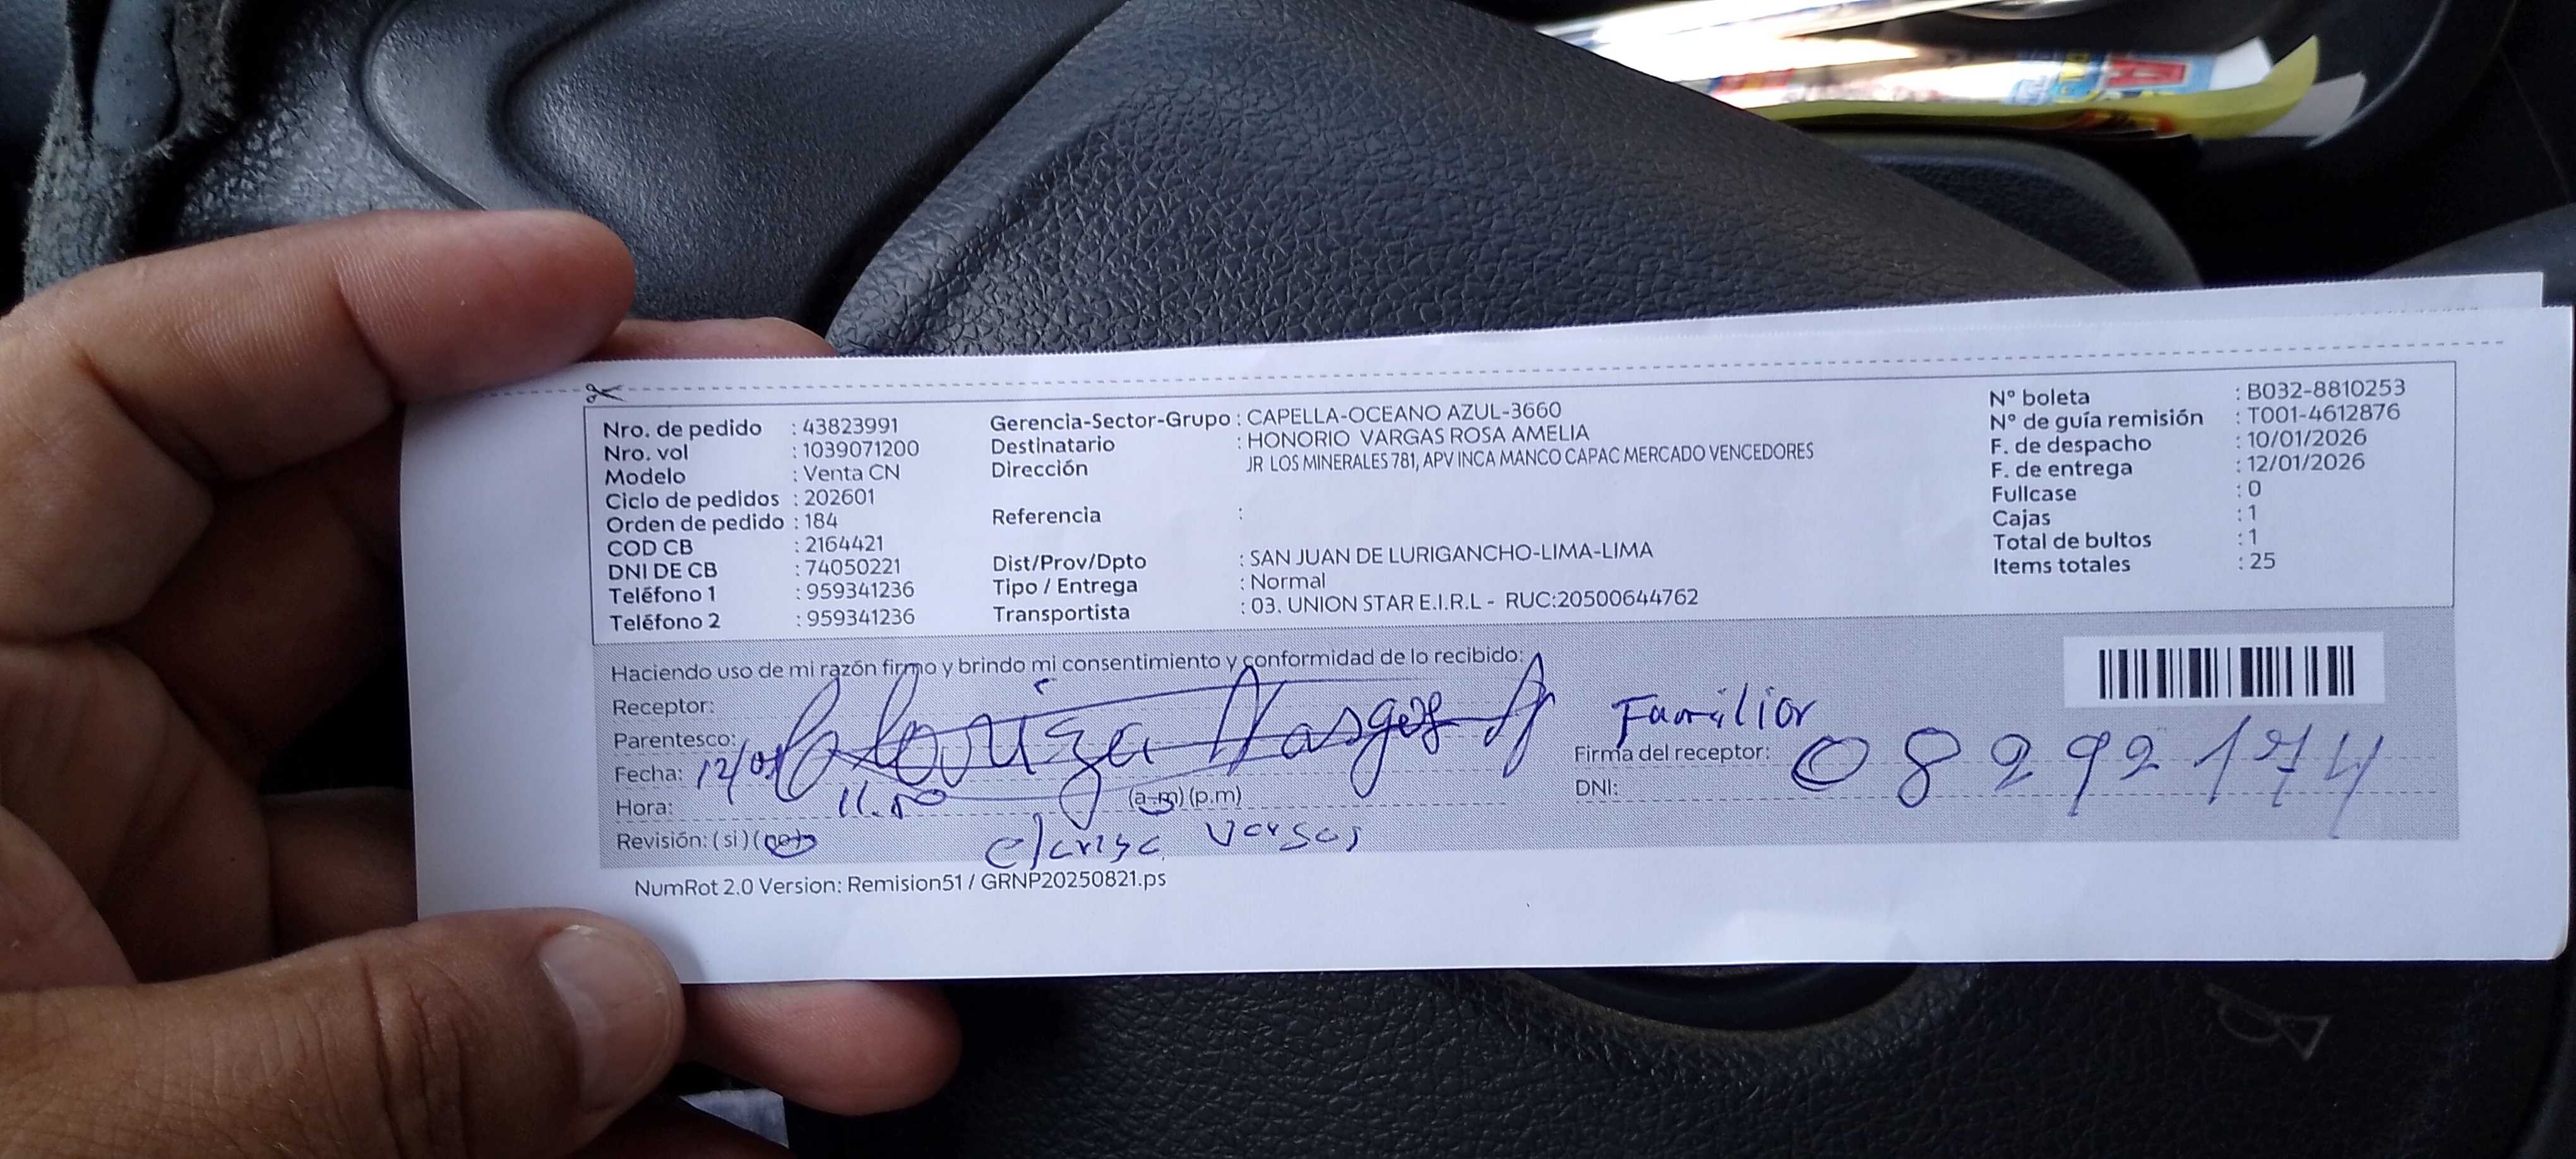 Nro. de pedido : 43823991
Nro. vol : 1039071200
Modelo : Venta CN
Ciclo de pedidos : 202601
Orden de pedido : 184
COD CB : 2164421
DNI DE CB : 74050221
Teléfono 1 : 959341236
Teléfono 2 : 959341236
Gerencia-Sector-Grupo : CAPELLA-OCEANO AZUL-3660
Destinatario : HONORIO VARGAS ROSA AMELIA
Dirección JR LOS MINERALES 781, APV INCA MANCO CAPAC MERCADO VENCEDORES
Referencia :
Dist/Prov/Dpto : SAN JUAN DE LURIGANCHO-LIMA-LIMA
Tipo / Entrega : Normal
Transportista : 03. UNION STAR E.I.R.L - RUC:20500644762
N° boleta : B032-8810253
N° de guía remisión : T001-4612876
F. de despacho : 10/01/2026
F. de entrega : 12/01/2026
Fullcase : 0
Cajas : 1
Total de bultos : 1
Items totales : 25
Haciendo uso de mi razón firmo y brindo mi consentimiento y conformidad de lo recibido:
Receptor:
Parentesco: Familiar
Fecha: 12/01
Hora: (a.m) (p.m)
Revisión: (si) (no)
Firma del receptor:
DNI: 08292174
NumRot 2.0 Version: Remision51 / GRNP20250821.ps